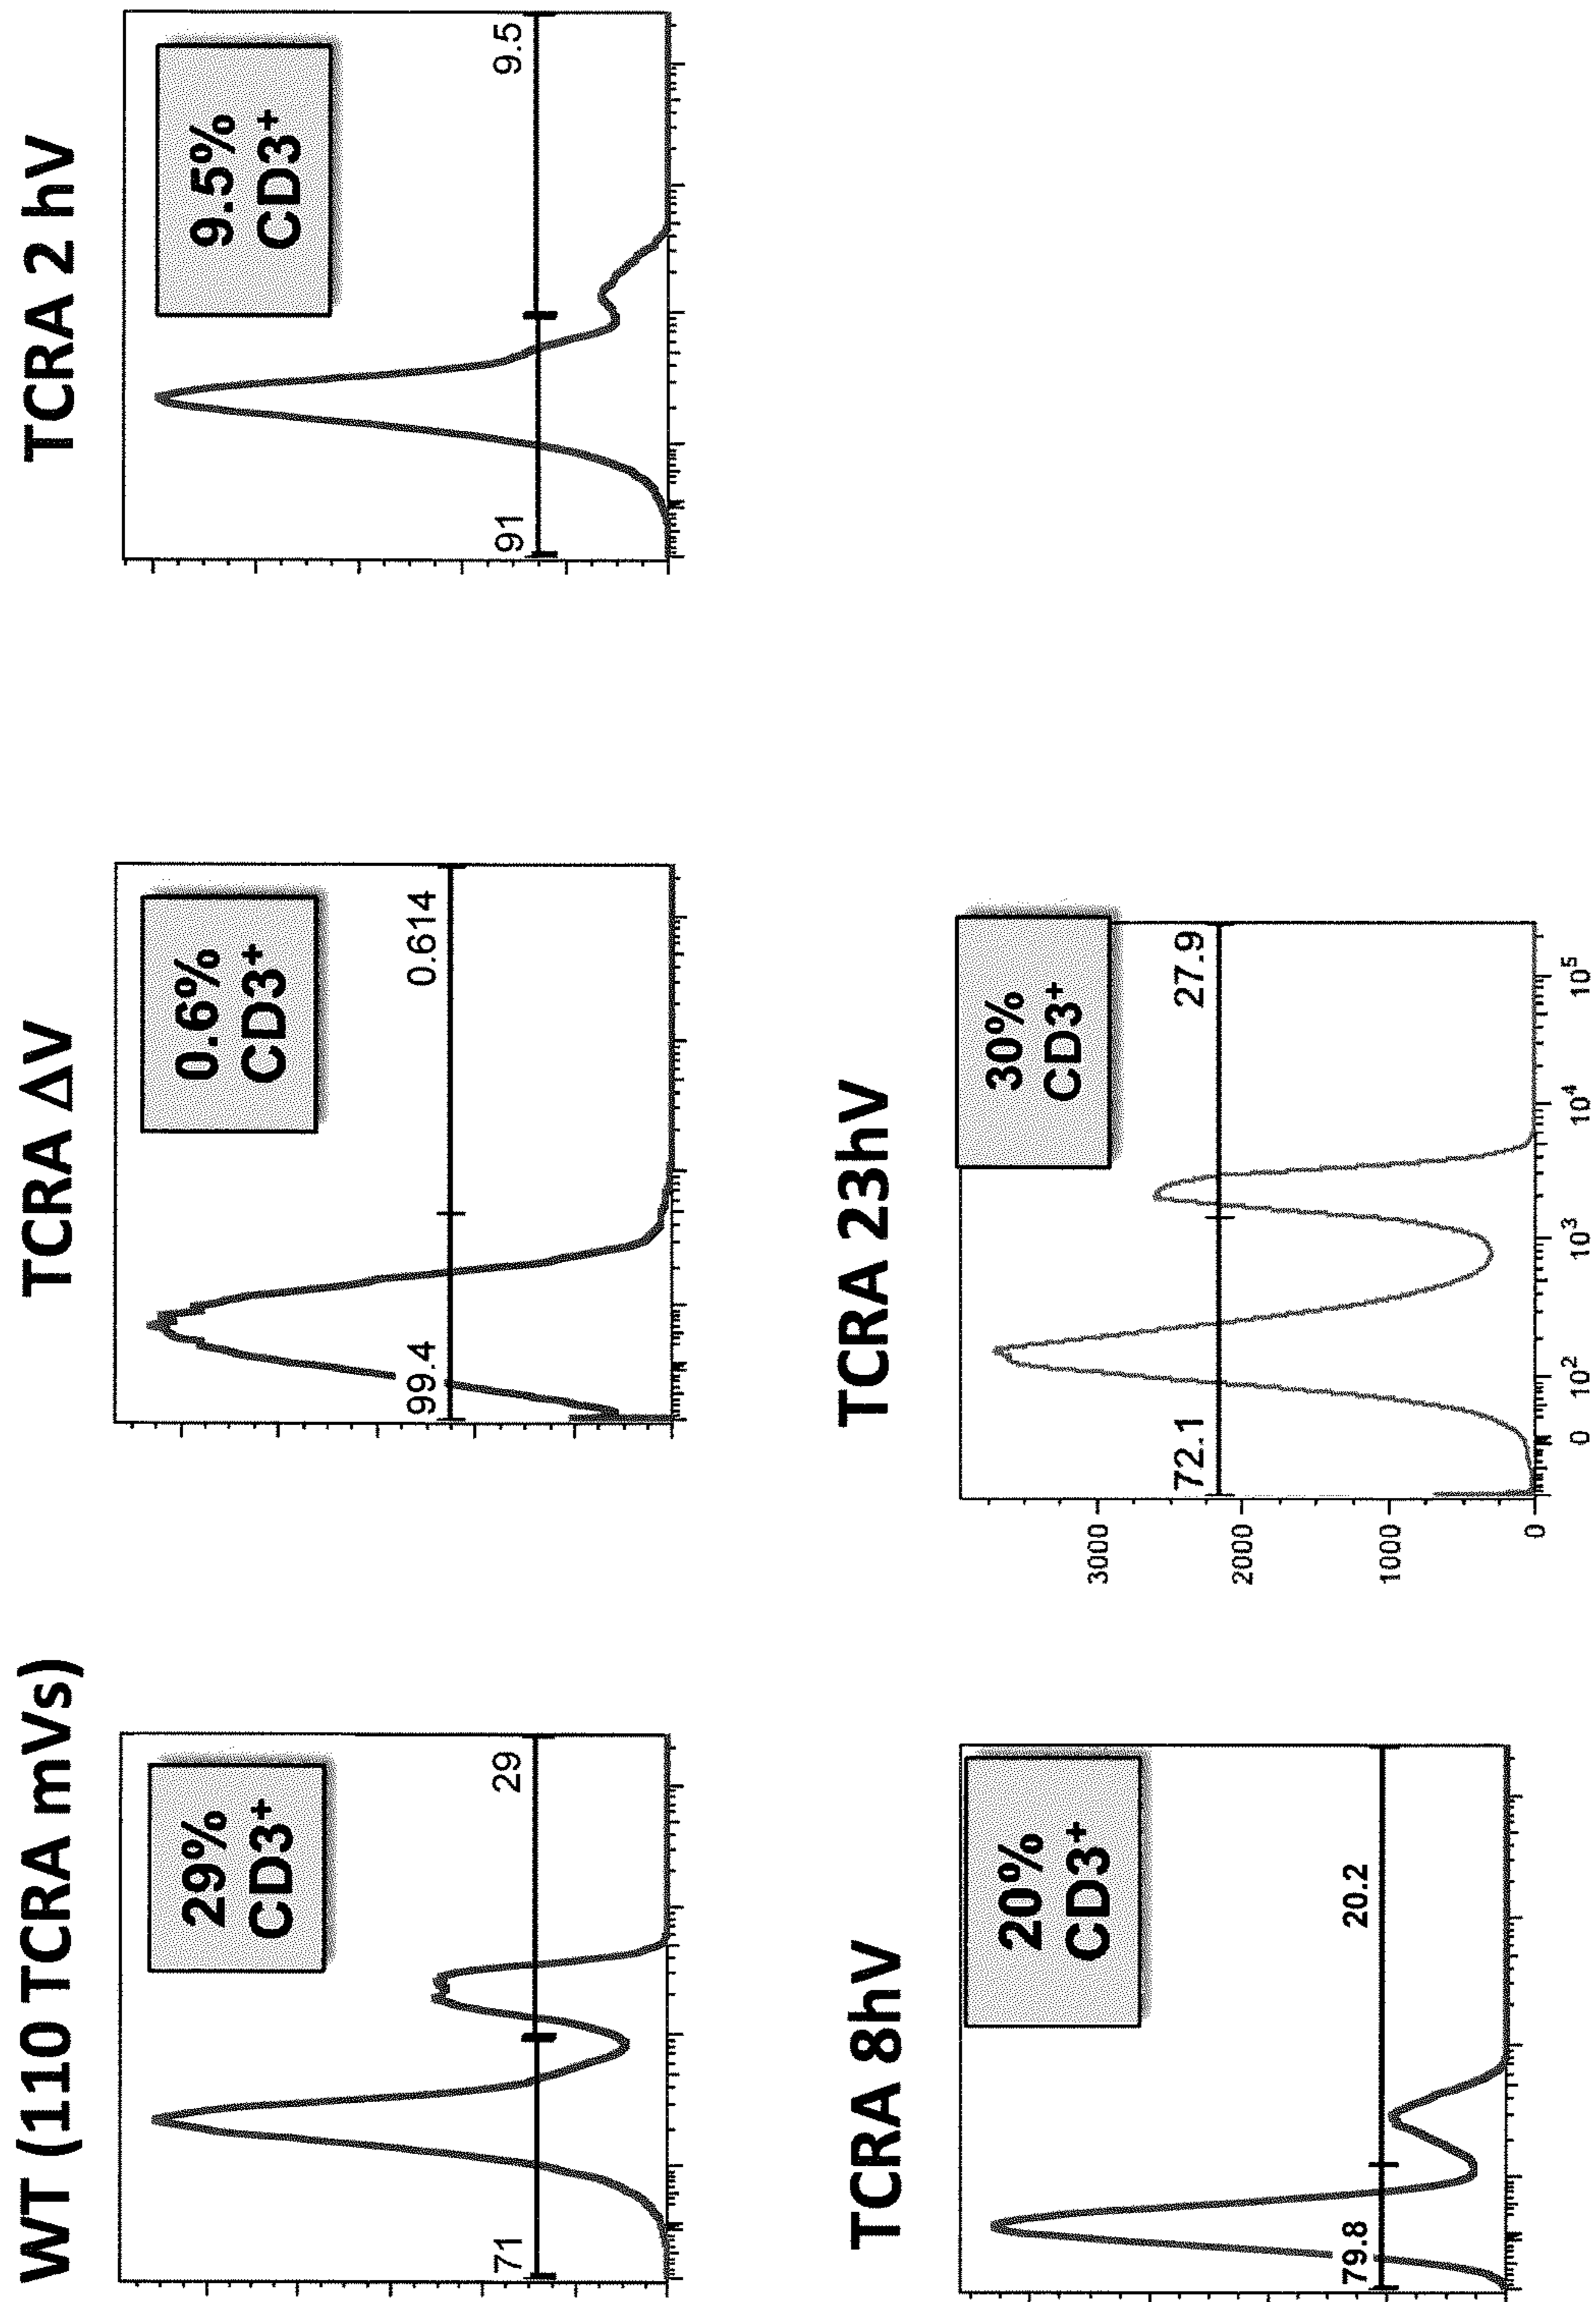 WT (110 TCRA mVs)
29%
CD3⁺
71
29
TCRA ΔV
0.6%
CD3⁺
99.4
0.614
TCRA 2 hV
9.5%
CD3⁺
91
9.5
TCRA 8hV
20%
CD3⁺
79.8
20.2
TCRA 23hV
30%
CD3⁺
72.1
27.9
3000
2000
1000
0
0 10² 10³ 10⁴ 10⁵